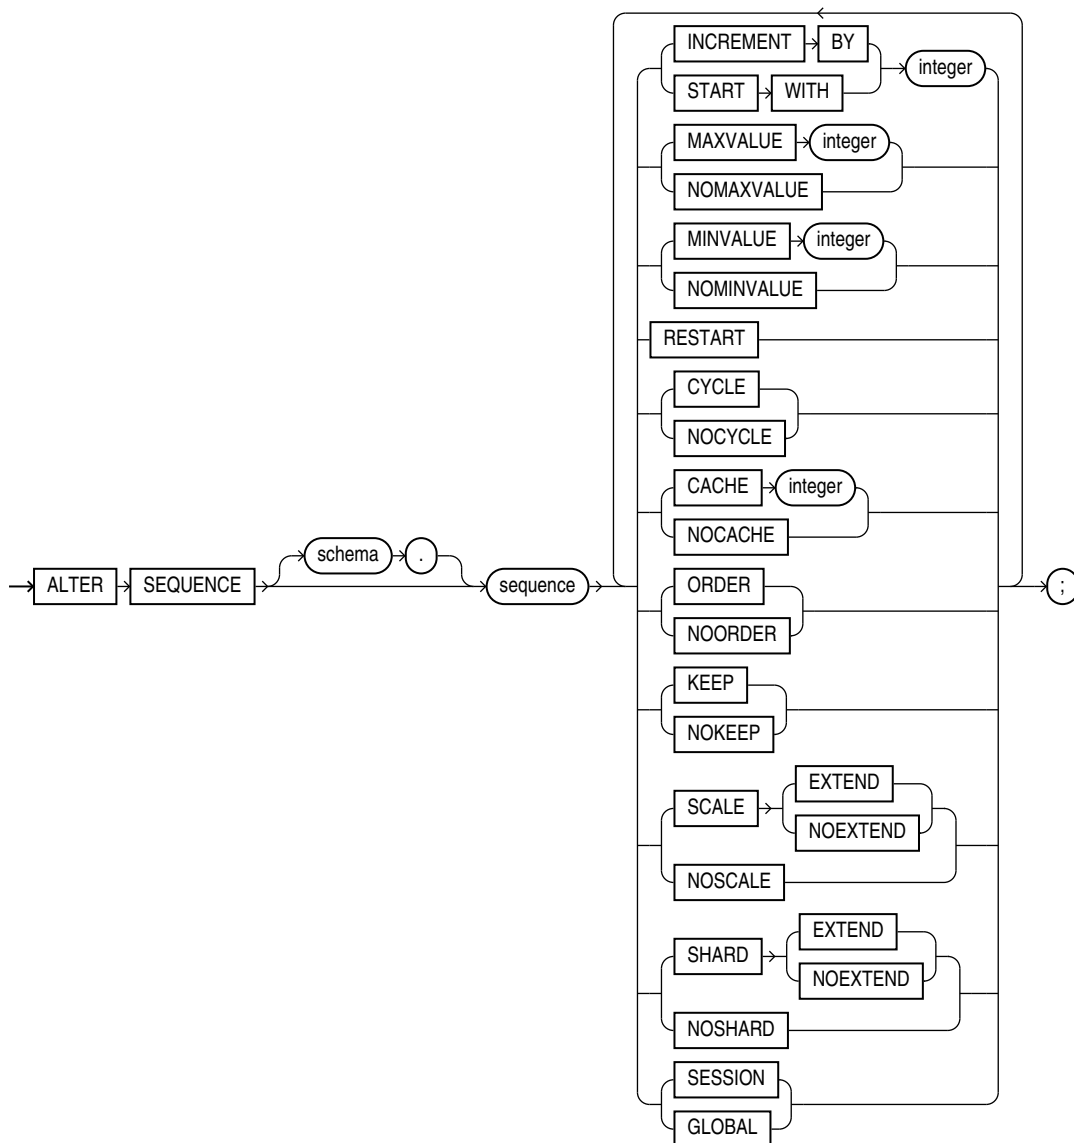 INCREMENT BY
integer
START WITH
MAXVALUE integer
NOMAXVALUE
MINVALUE integer
NOMINVALUE
RESTART
CYCLE
NOCYCLE
CACHE integer
NOCACHE
schema .
ALTER SEQUENCE sequence ;
ORDER
NOORDER
KEEP
NOKEEP
EXTEND
SCALE
NOEXTEND
NOSCALE
EXTEND
SHARD
NOEXTEND
NOSHARD
SESSION
GLOBAL